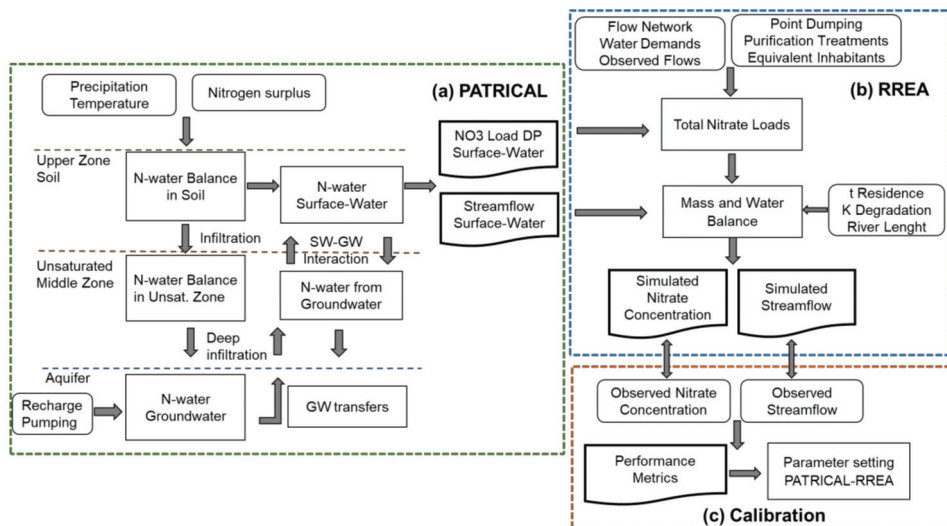 Precipitation
Temperature
Nitrogen surplus
(a) PATRICAL
Upper Zone
Soil
N-water Balance
in Soil
N-water
Surface-Water
NO3 Load DP
Surface-Water
Streamflow
Surface-Water
Infiltration
SW-GW
Interaction
Unsaturated
Middle Zone
N-water Balance
in Unsat. Zone
N-water from
Groundwater
Deep
infiltration
Aquifer
Recharge
Pumping
N-water
Groundwater
GW transfers
Flow Network
Water Demands
Observed Flows
Point Dumping
Purification Treatments
Equivalent Inhabitants
(b) RREA
Total Nitrate Loads
Mass and Water
Balance
t Residence
K Degradation
River Lenght
Simulated
Nitrate
Concentration
Simulated
Streamflow
Observed Nitrate
Concentration
Observed
Streamflow
Performance
Metrics
Parameter setting
PATRICAL-RREA
(c) Calibration